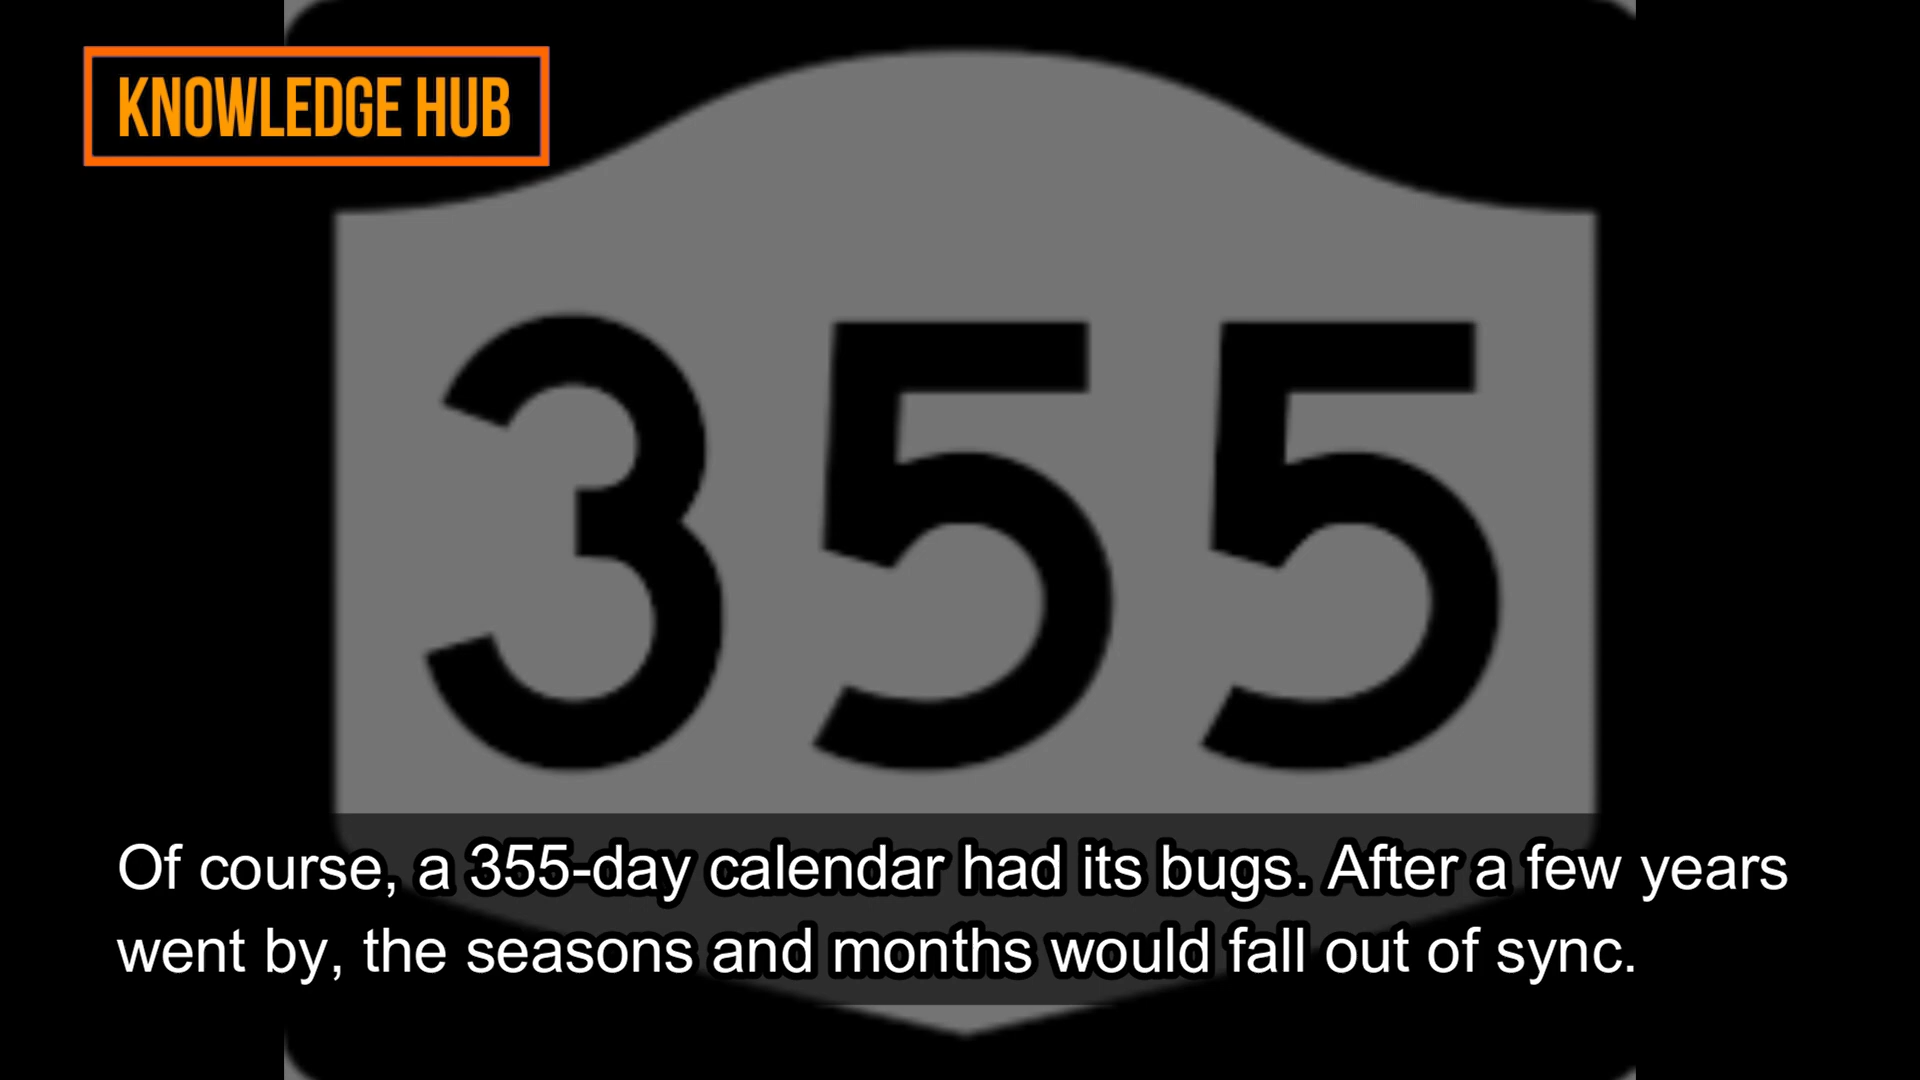 KNOWLEDGE HUB
355
Of course, a 355-day calendar had its bugs. After a few years
went by, the seasons and months would fall out of sync.